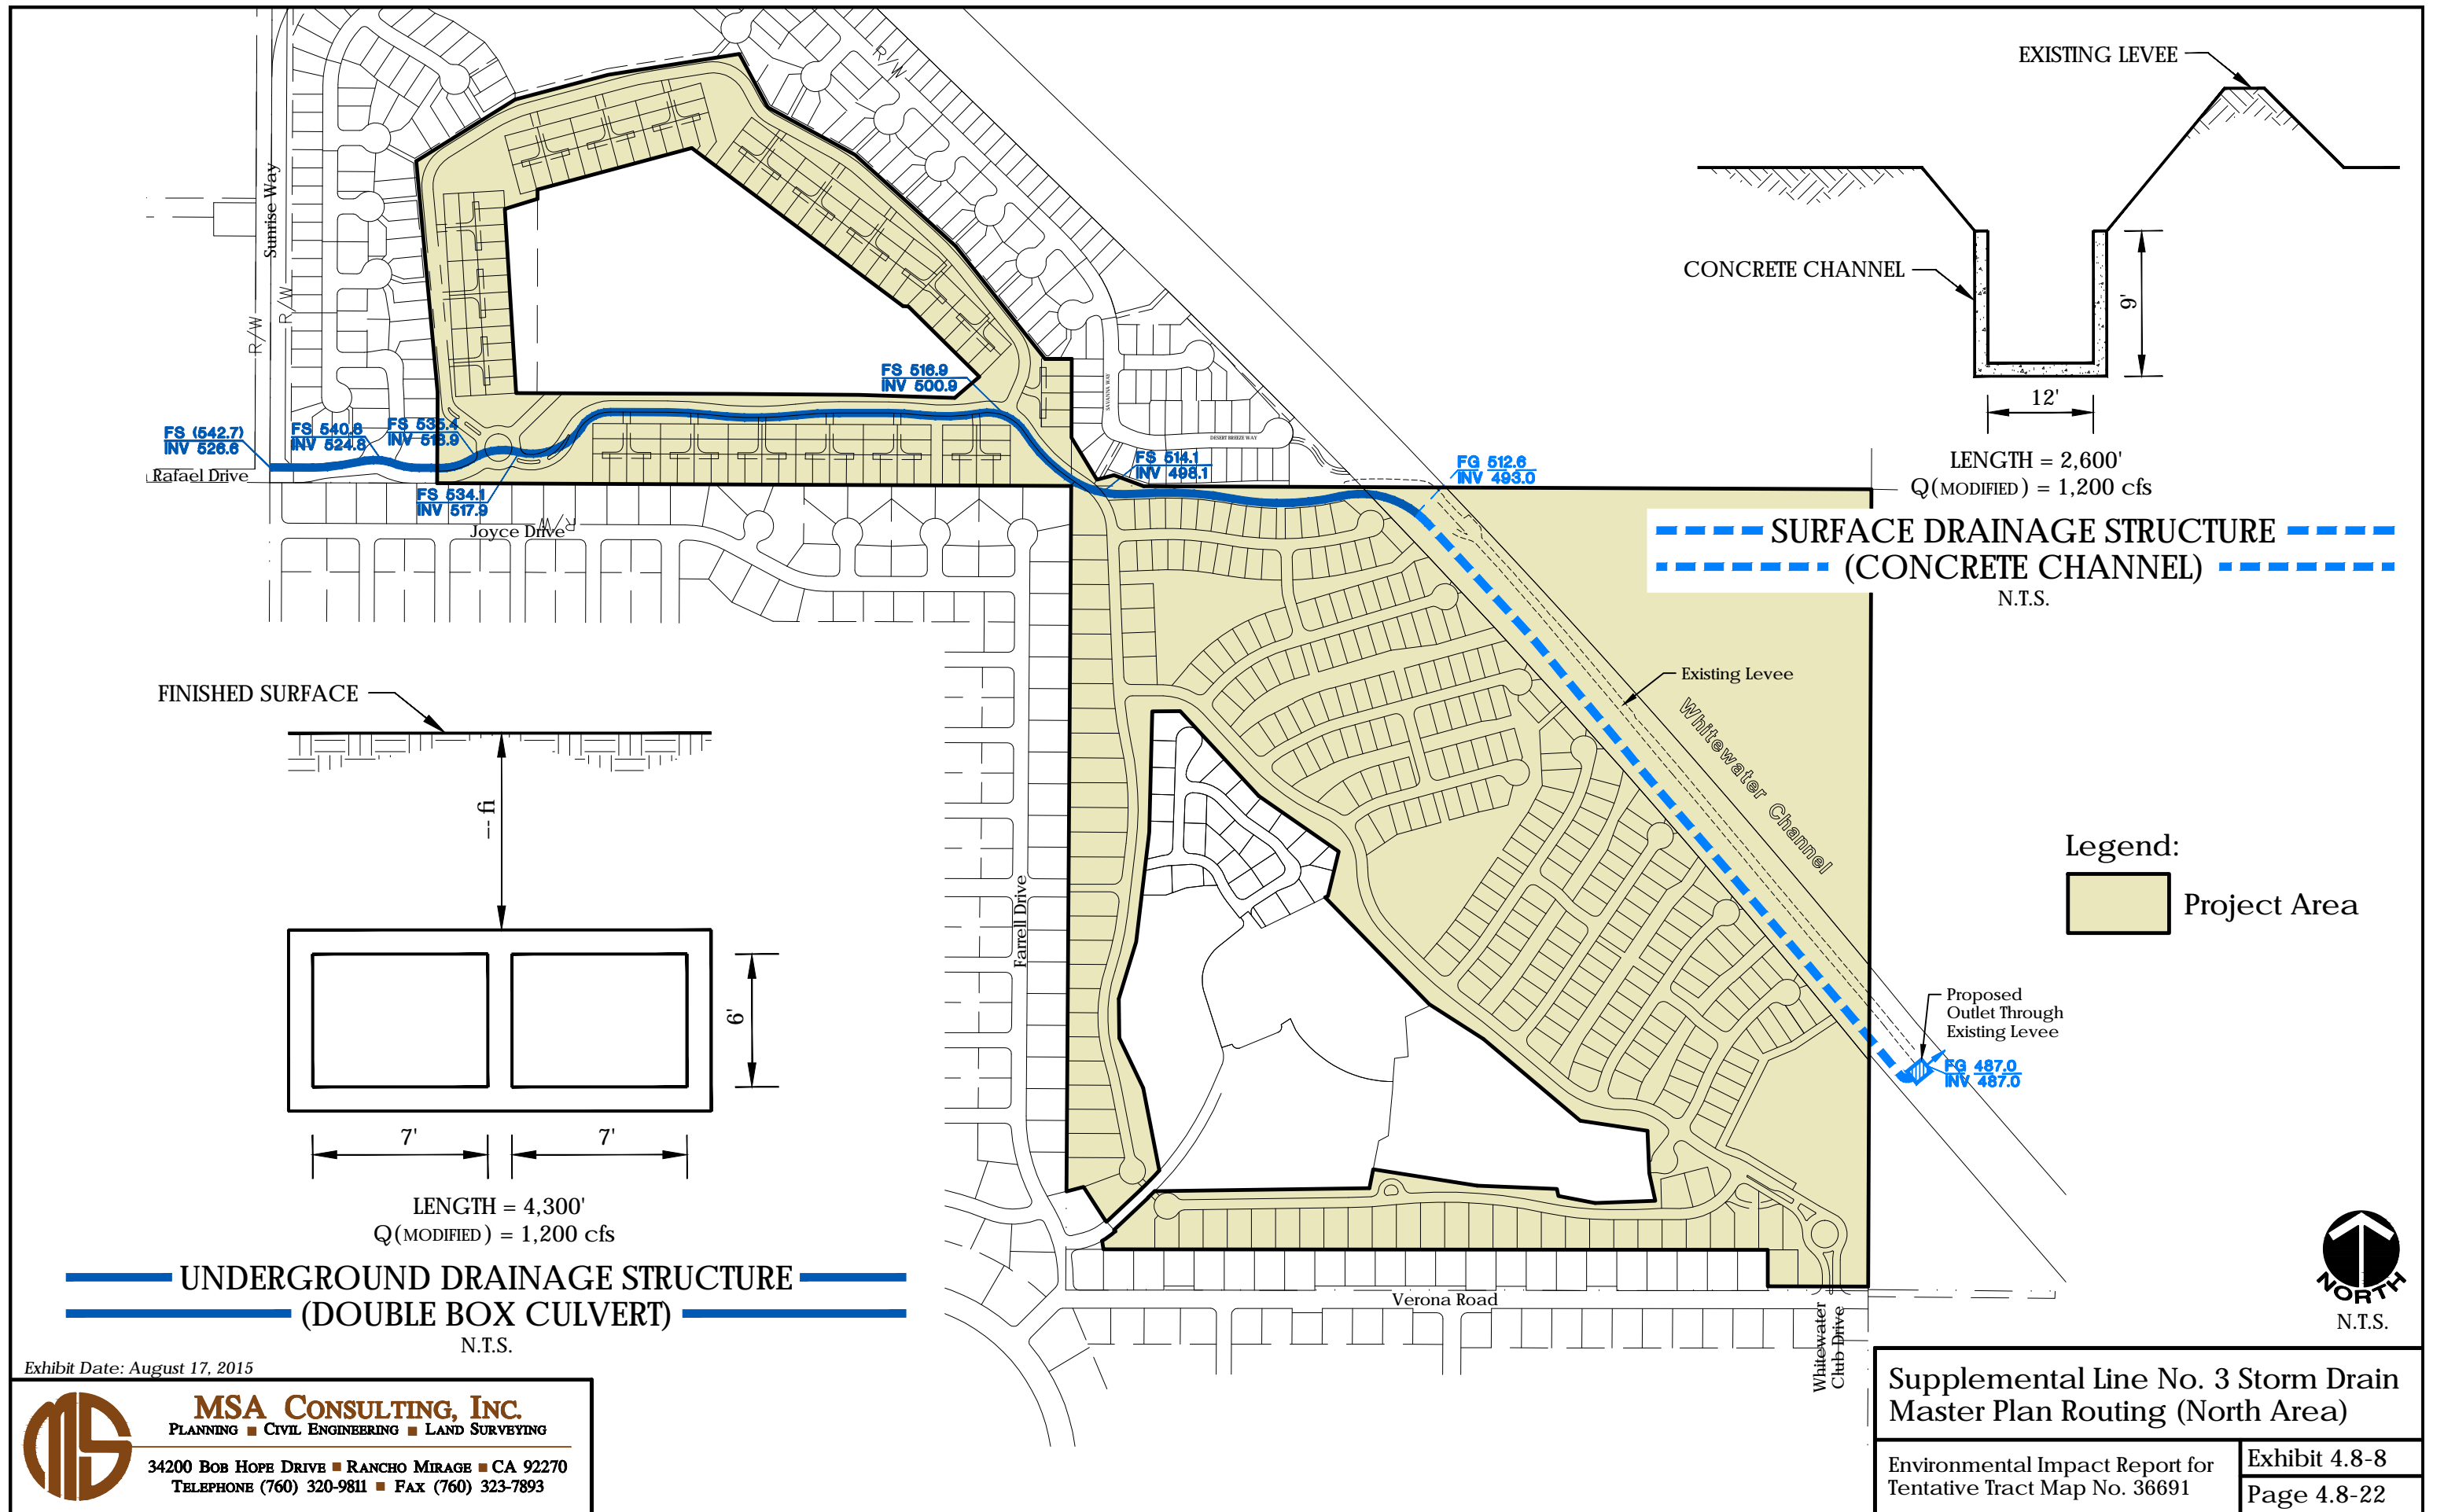 EXISTING LEVEE
CONCRETE CHANNEL
9'
12'
LENGTH = 2,600'
Q(MODIFIED) = 1,200 cfs
SURFACE DRAINAGE STRUCTURE
(CONCRETE CHANNEL)
N.T.S.
R/W
Sunrise Way
R/W
R/W
FS (542.7)
INV 526.6
FS 540.8
INV 524.8
FS 535.4
INV 518.9
FS 534.1
INV 517.9
FS 516.9
INV 500.9
FS 514.1
INV 498.1
FG 512.6
INV 493.0
Rafael Drive
R/W
Joyce Drive
SAVANNA WAY
DESERT BREEZE WAY
Existing Levee
Whitewater Channel
FINISHED SURFACE
-- fi
6'
7'
7'
LENGTH = 4,300'
Q(MODIFIED) = 1,200 cfs
UNDERGROUND DRAINAGE STRUCTURE
(DOUBLE BOX CULVERT)
N.T.S.
Farrell Drive
Legend:
Project Area
Proposed
Outlet Through
Existing Levee
FG 487.0
INV 487.0
Verona Road
Whitewater
Club Drive
NORTH
N.T.S.
Exhibit Date: August 17, 2015
MSA CONSULTING, INC.
PLANNING ■ CIVIL ENGINEERING ■ LAND SURVEYING
34200 BOB HOPE DRIVE ■ RANCHO MIRAGE ■ CA 92270
TELEPHONE (760) 320-9811 ■ FAX (760) 323-7893
Supplemental Line No. 3 Storm Drain
Master Plan Routing (North Area)
Environmental Impact Report for
Tentative Tract Map No. 36691
Exhibit 4.8-8
Page 4.8-22